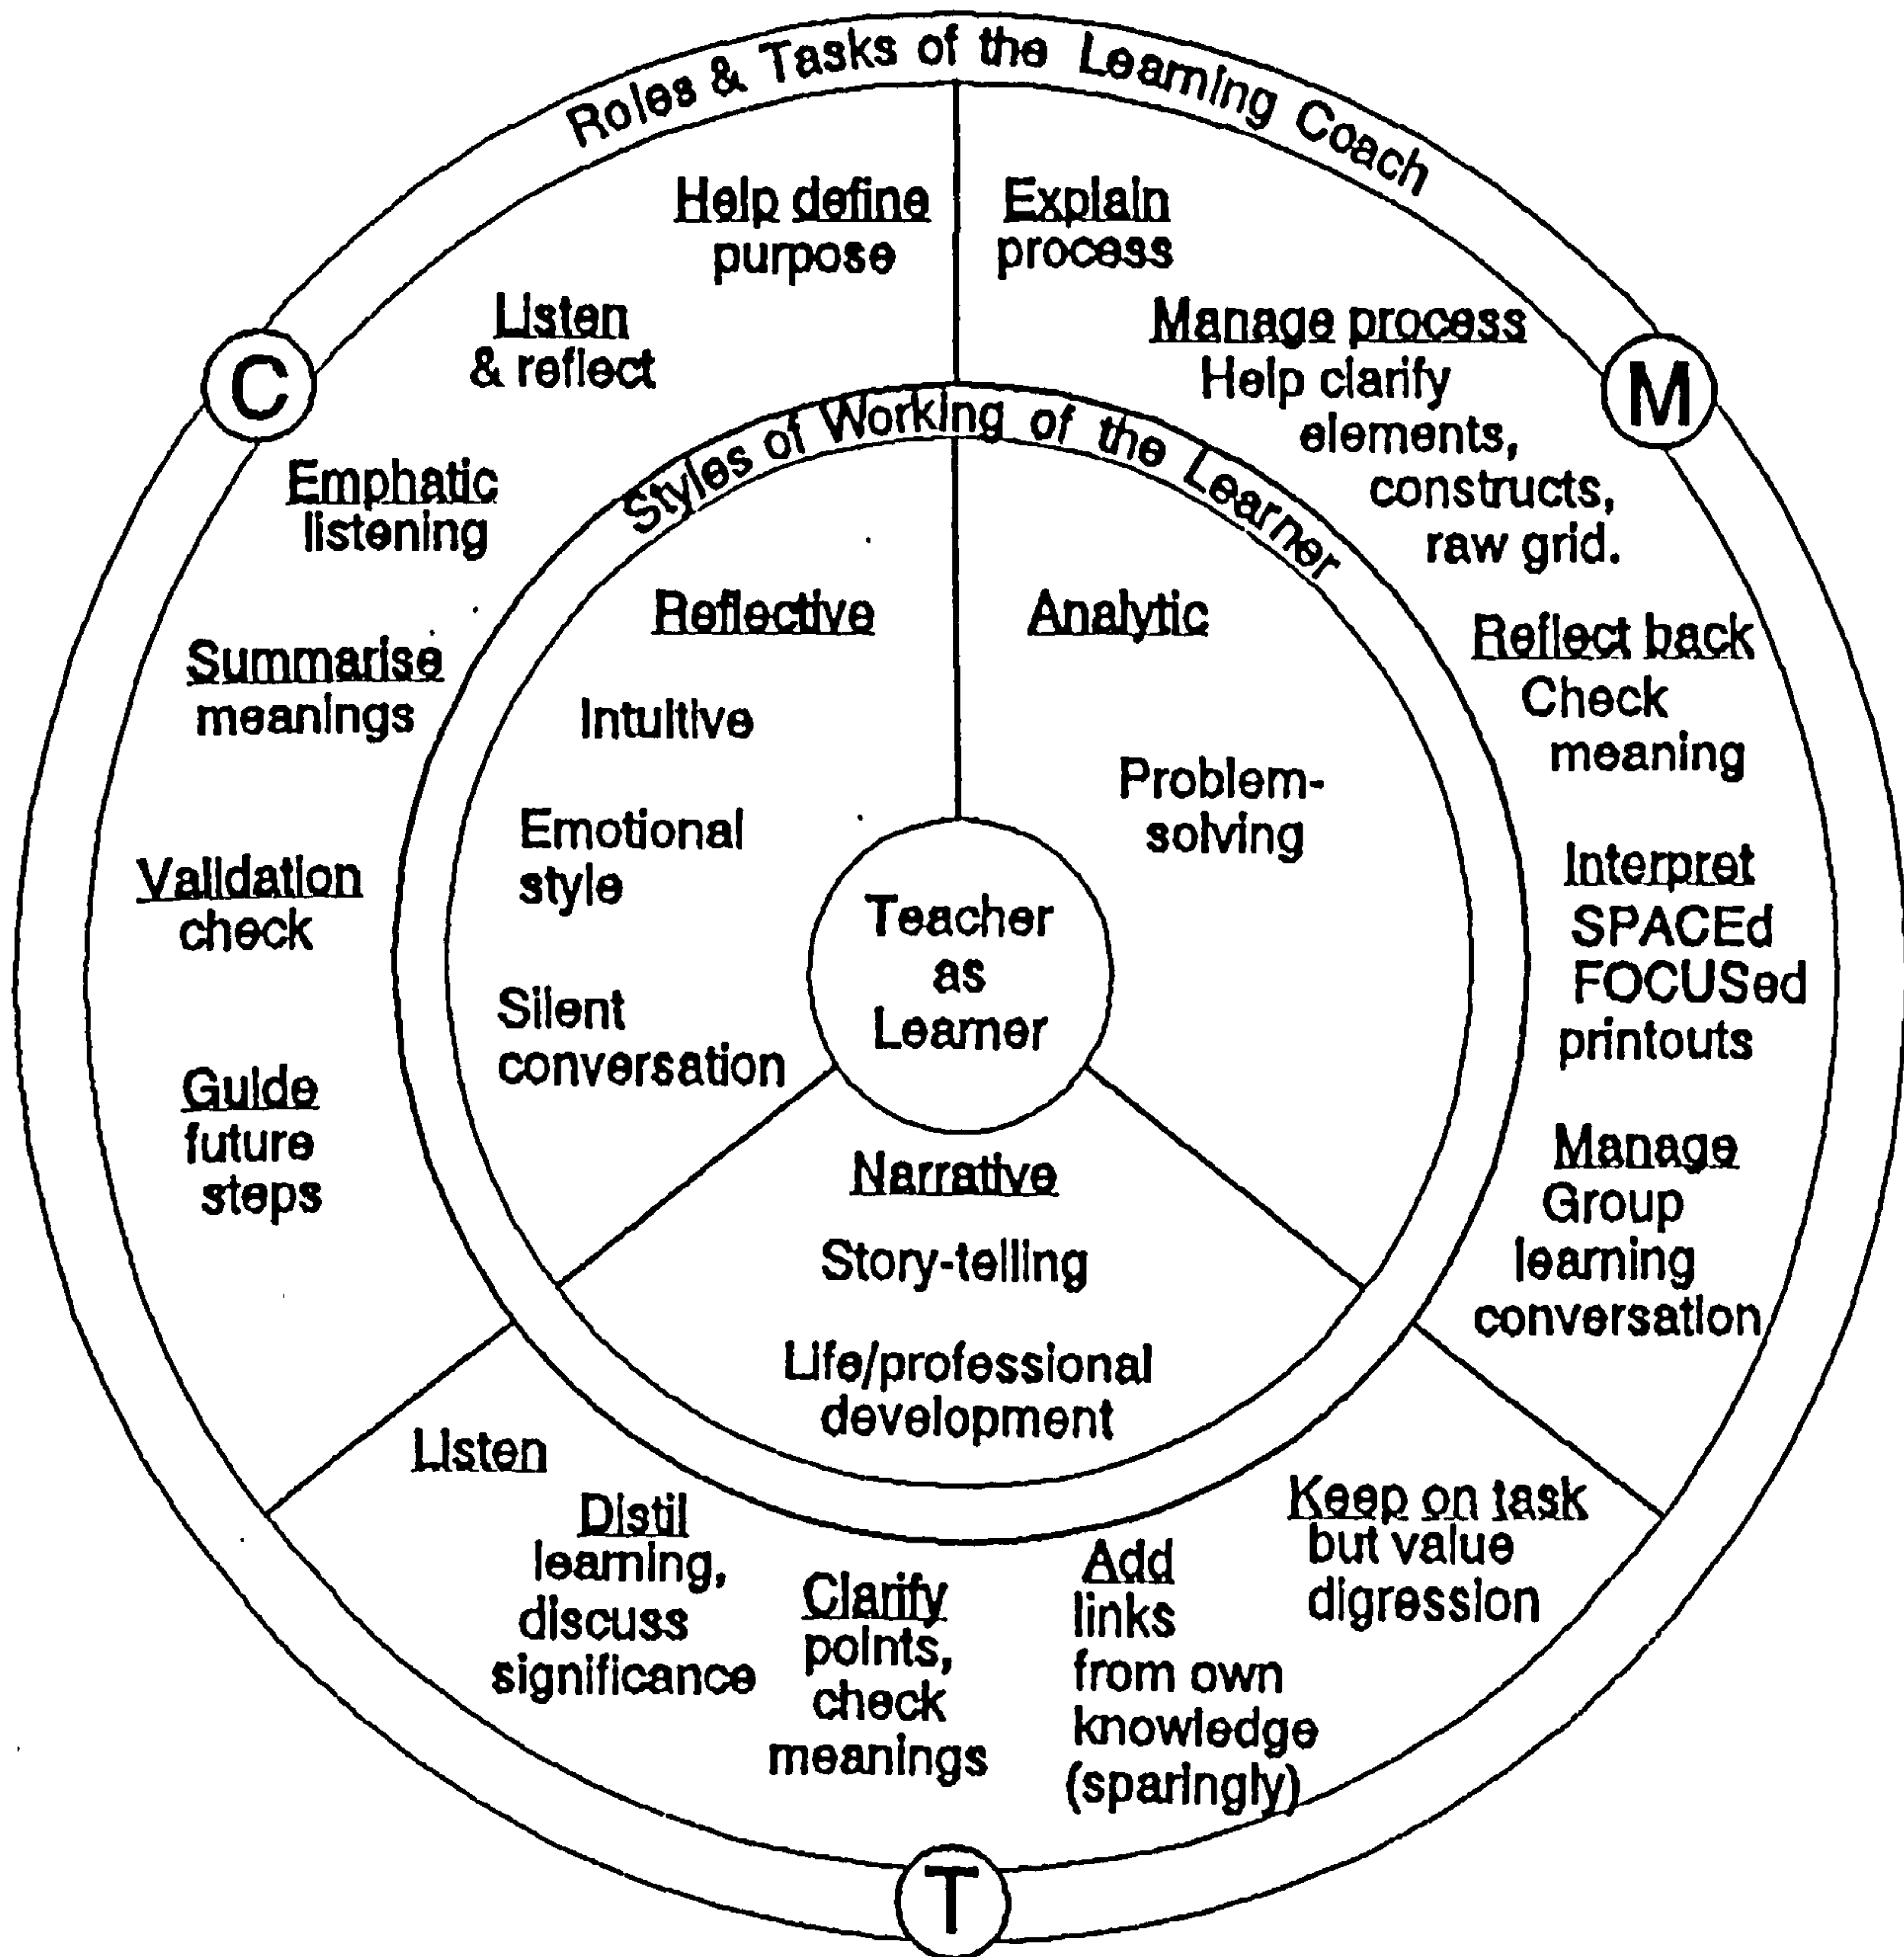 Roles & Tasks of the Learning Coach
C
M
T
Help define
purpose
Listen
& reflect
Emphatic
listening
Summarise
meanings
Validation
check
Guide
future
steps
Explain
process
Manage process
Help clarify
elements,
constructs,
raw grid.
Reflect back
Check
meaning
Interpret
SPACEd
FOCUSed
printouts
Manage
Group
learning
conversation
Listen
Distil
learning,
discuss
significance
Clarify
points,
check
meanings
Add
links
from own
knowledge
(sparingly)
Keep on task
but value
digression
Styles of Working of the Learner
Reflective
Intuitive
Emotional
style
Silent
conversation
Analytic
Problem-
solving
Narrative
Story-telling
Life/professional
development
Teacher
as
Learner